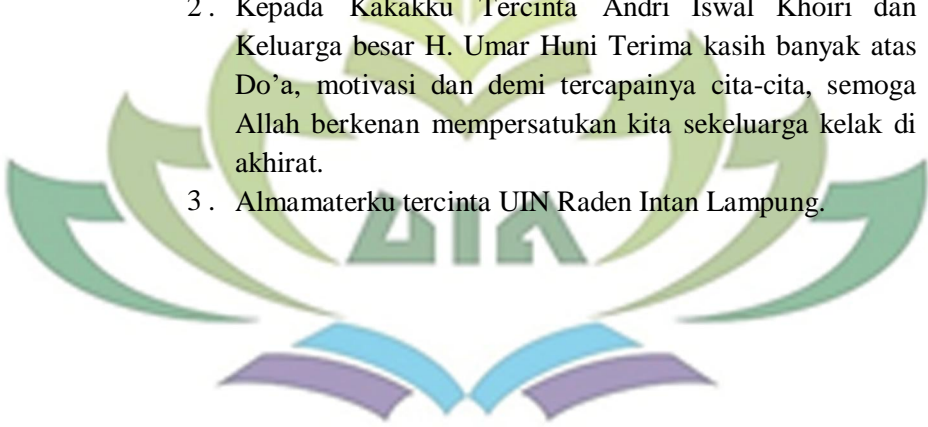 2. Kepada Kakakku Tercinta Andri Iswal Khoiri dan
Keluarga besar H. Umar Huni Terima kasih banyak atas
Do’a, motivasi dan demi tercapainya cita-cita, semoga
Allah berkenan mempersatukan kita sekeluarga kelak di
akhirat.
3. Almamaterku tercinta UIN Raden Intan Lampung.